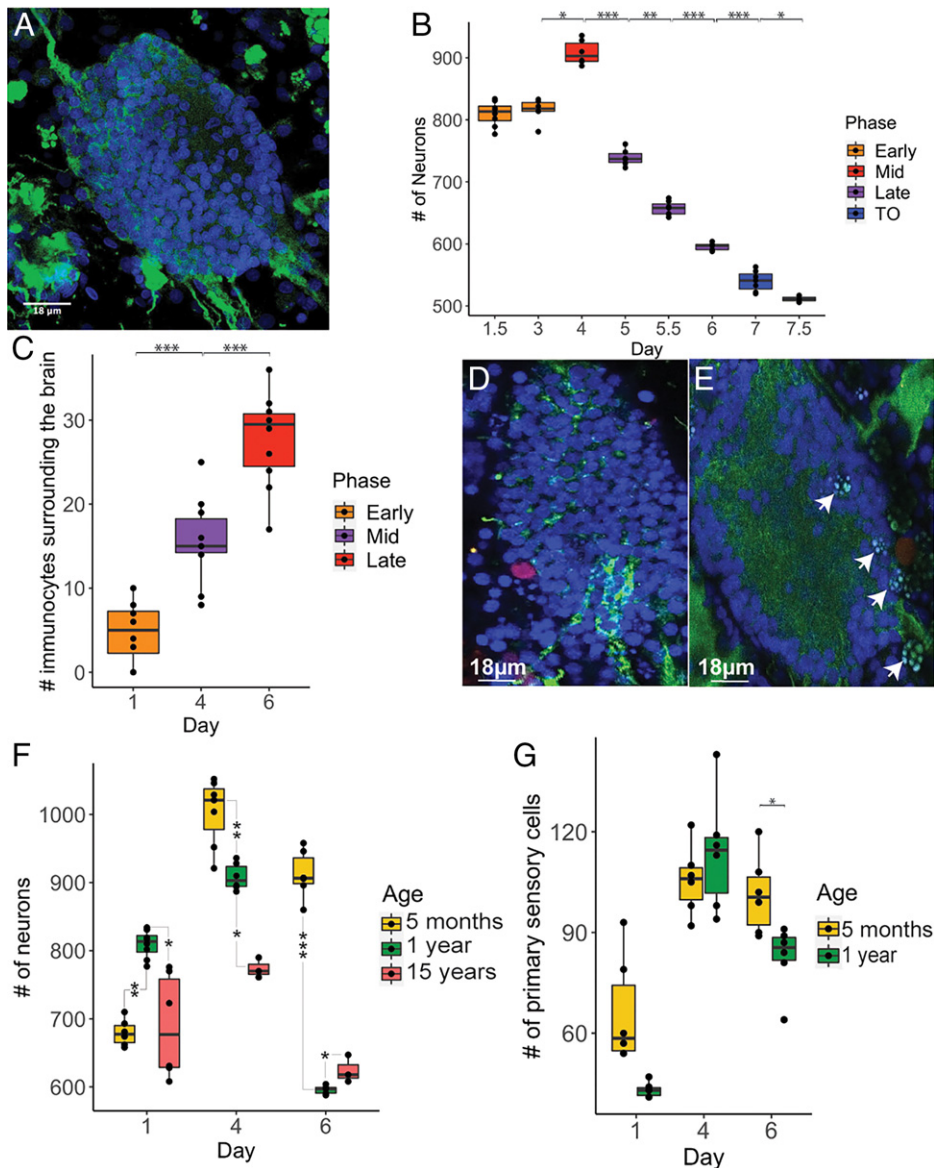 A
18 μm
B
* *** ** *** *** *
# of Neurons
900
800
700
600
500
1.5 3 4 5 5.5 6 7 7.5
Day
Phase
Early
Mid
Late
TO
C
*** ***
# immunocytes surrounding the brain
30
20
10
0
1 4 6
Day
Phase
Early
Mid
Late
D
18μm
E
18μm
F
# of neurons
1000
900
800
700
600
**
*
**
*
***
*
1 4 6
Day
Age
5 months
1 year
15 years
G
*
# of primary sensory cells
120
90
60
1 4 6
Day
Age
5 months
1 year